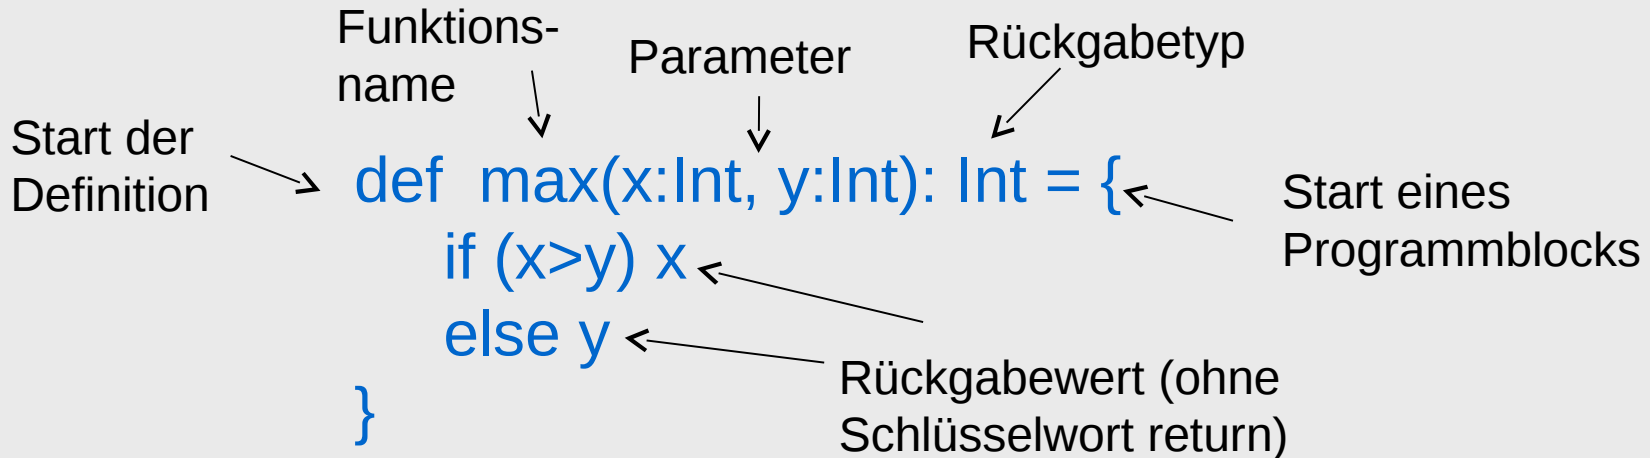 Funktions-
name
Parameter
Rückgabetyp
Start der
Definition
def  max(x:Int, y:Int): Int = {
if (x>y) x
else y
}
Start eines
Programmblocks
Rückgabewert (ohne
Schlüsselwort return)